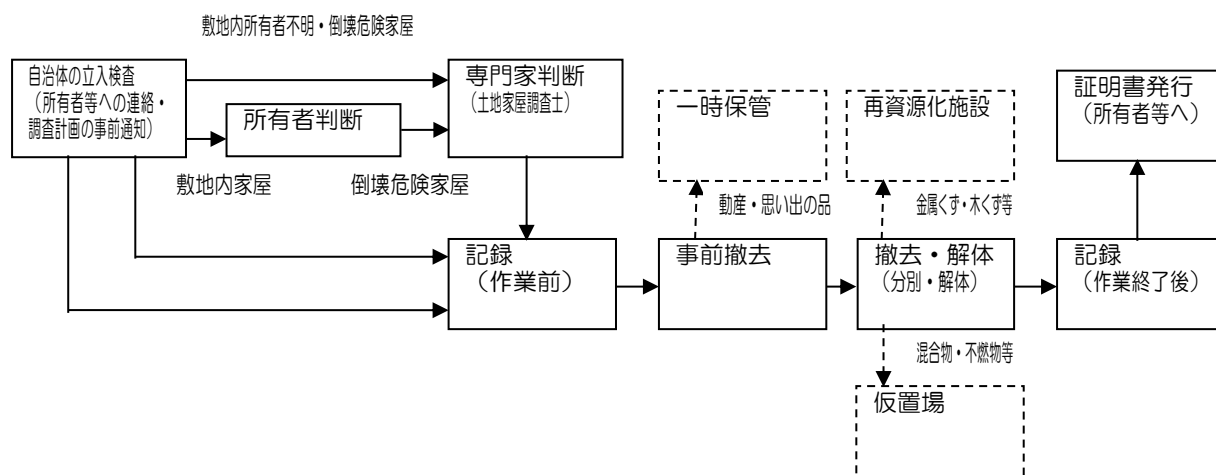 敷地内所有者不明・倒壊危険家屋
自治体の立入検査
（所有者等への連絡・
調査計画の事前通知）
所有者判断
専門家判断
（土地家屋調査士）
一時保管
再資源化施設
証明書発行
（所有者等へ）
敷地内家屋
倒壊危険家屋
動産・思い出の品
金属くず・木くず等
記録
（作業前）
事前撤去
撤去・解体
（分別・解体）
記録
（作業終了後）
混合物・不燃物等
仮置場